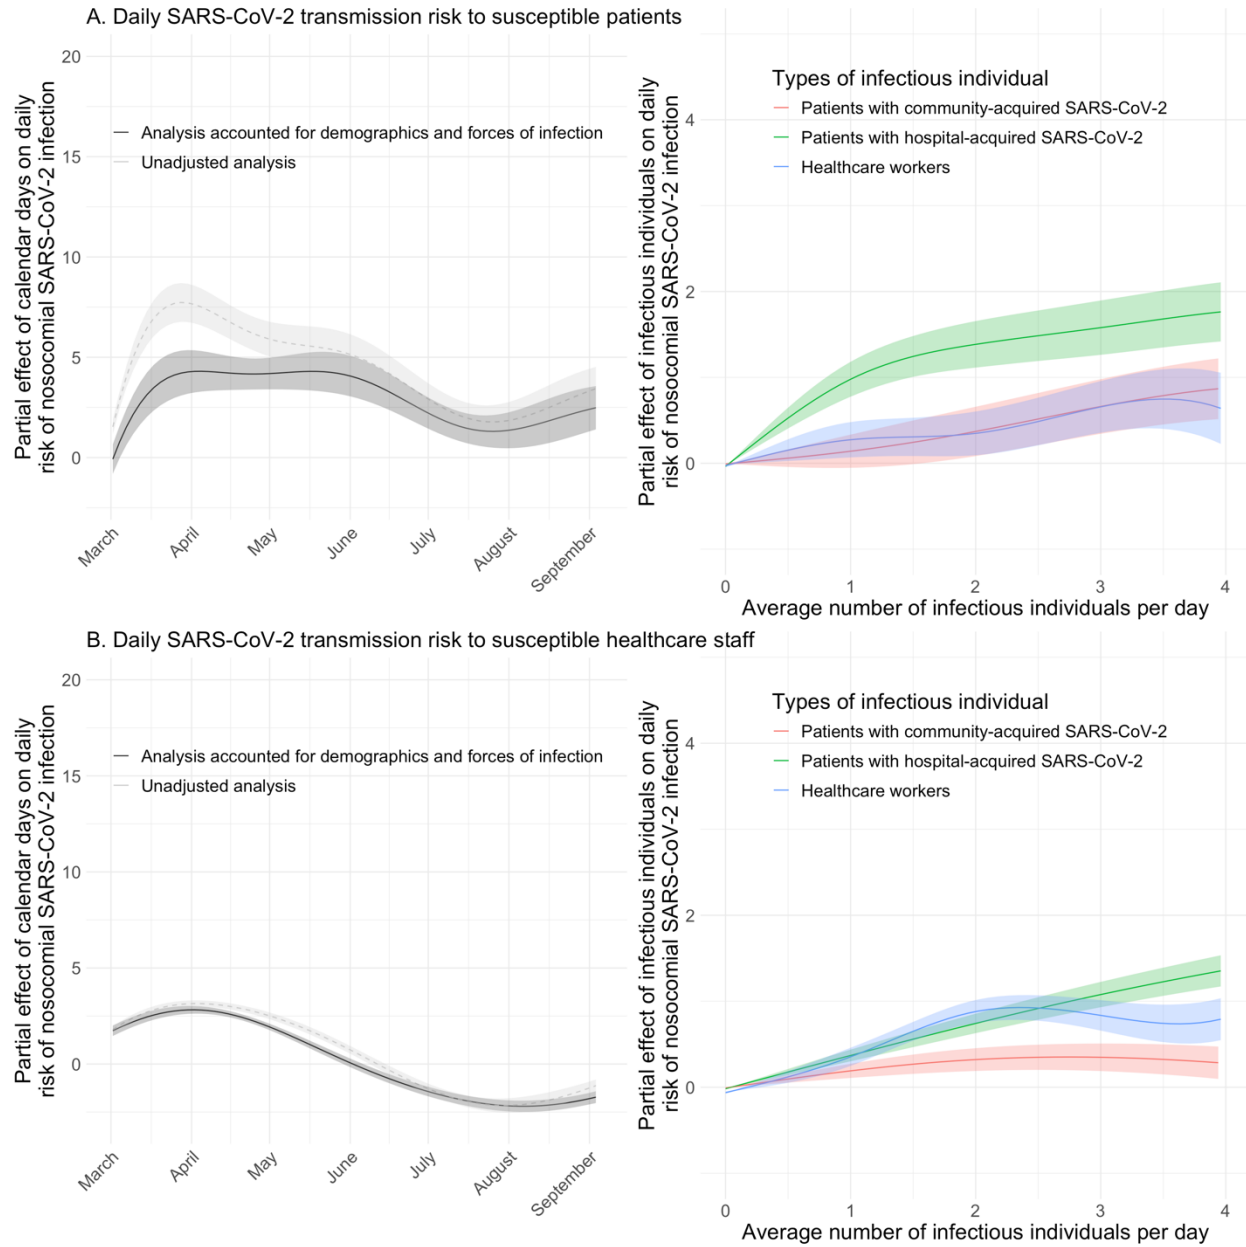 A. Daily SARS-CoV-2 transmission risk to susceptible patients
Partial effect of calendar days on daily
risk of nosocomial SARS-CoV-2 infection
20
15
10
5
0
Analysis accounted for demographics and forces of infection
Unadjusted analysis
March
April
May
June
July
August
September
Partial effect of infectious individuals on daily
risk of nosocomial SARS-CoV-2 infection
4
2
0
Types of infectious individual
Patients with community-acquired SARS-CoV-2
Patients with hospital-acquired SARS-CoV-2
Healthcare workers
0
1
2
3
4
Average number of infectious individuals per day
B. Daily SARS-CoV-2 transmission risk to susceptible healthcare staff
Partial effect of calendar days on daily
risk of nosocomial SARS-CoV-2 infection
20
15
10
5
0
Analysis accounted for demographics and forces of infection
Unadjusted analysis
March
April
May
June
July
August
September
Partial effect of infectious individuals on daily
risk of nosocomial SARS-CoV-2 infection
4
2
0
Types of infectious individual
Patients with community-acquired SARS-CoV-2
Patients with hospital-acquired SARS-CoV-2
Healthcare workers
0
1
2
3
4
Average number of infectious individuals per day